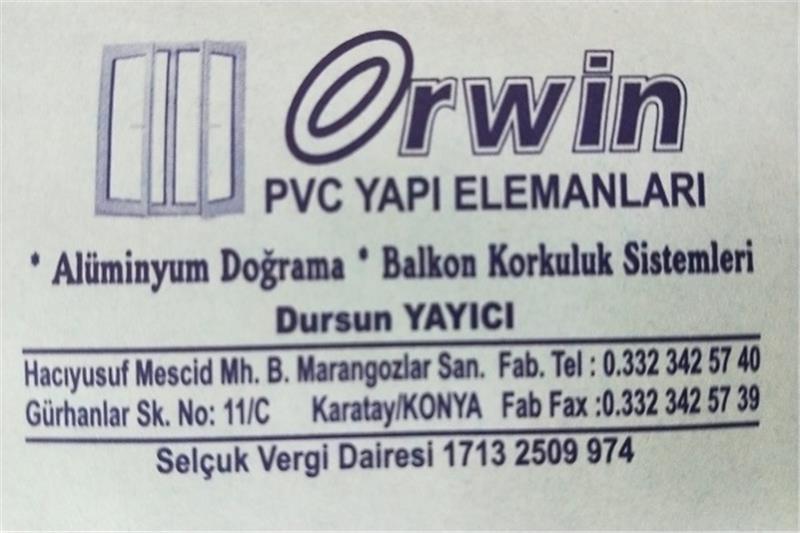 Orwin
PVC YAPI ELEMANLARI
* Alüminyum Doğrama * Balkon Korkuluk Sistemleri
Dursun YAYICI
Hacıyusuf Mescid Mh. B. Marangozlar San. Fab. Tel : 0.332 342 57 40
Gürhanlar Sk. No: 11/C Karatay/KONYA Fab Fax :0.332 342 57 39
Selçuk Vergi Dairesi 1713 2509 974